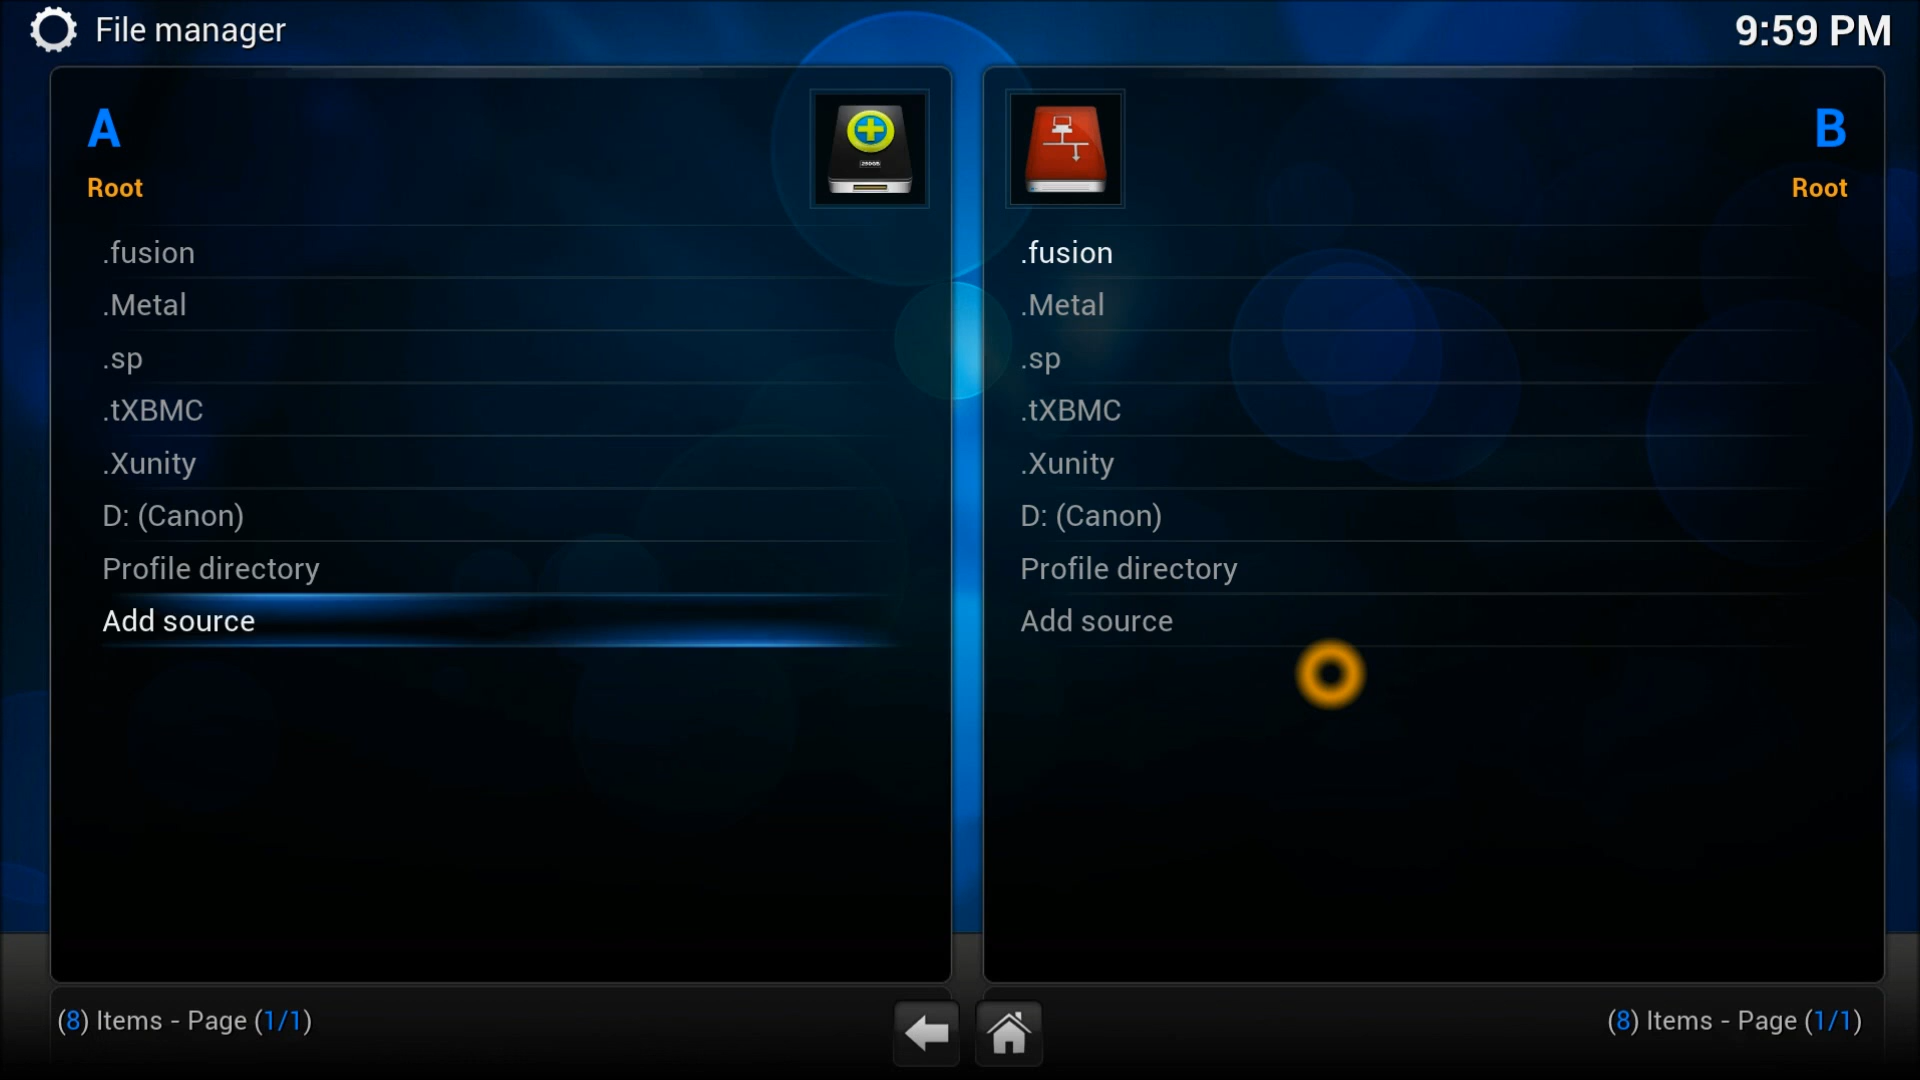 File manager
9:59 PM
A
Root
.fusion
.Metal
.sp
.tXBMC
.Xunity
D: (Canon)
Profile directory
Add source
(8) Items - Page (1/1)
B
Root
.fusion
.Metal
.sp
.tXBMC
.Xunity
D: (Canon)
Profile directory
Add source
(8) Items - Page (1/1)